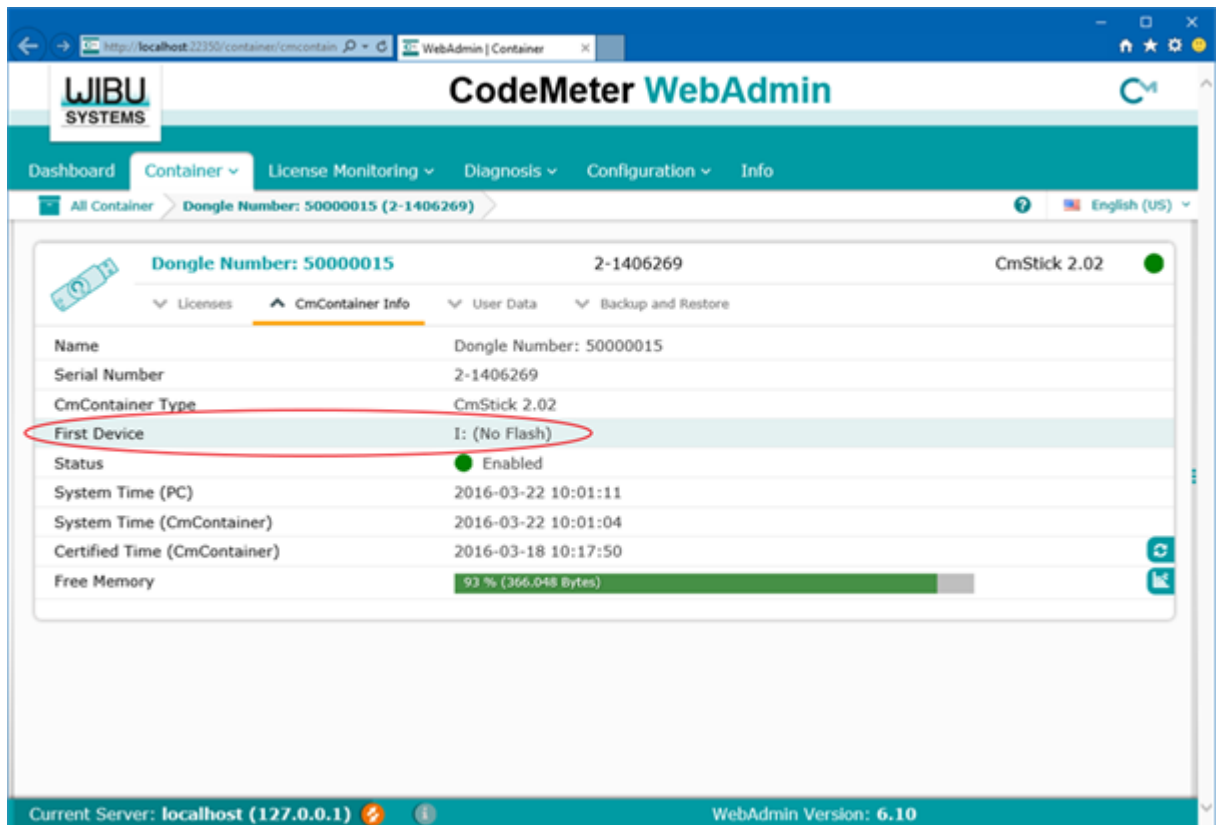 http://localhost:22350/container/cmcontain
WebAdmin | Container
WIBU
SYSTEMS
CodeMeter WebAdmin
Dashboard Container License Monitoring Diagnosis Configuration Info
All Container Dongle Number: 50000015 (2-1406269) English (US)
Dongle Number: 50000015 2-1406269 CmStick 2.02
Licenses CmContainer Info User Data Backup and Restore
Name Dongle Number: 50000015
Serial Number 2-1406269
CmContainer Type CmStick 2.02
First Device I: (No Flash)
Status Enabled
System Time (PC) 2016-03-22 10:01:11
System Time (CmContainer) 2016-03-22 10:01:04
Certified Time (CmContainer) 2016-03-18 10:17:50
Free Memory 93 % (366.048 Bytes)
Current Server: localhost (127.0.0.1) WebAdmin Version: 6.10